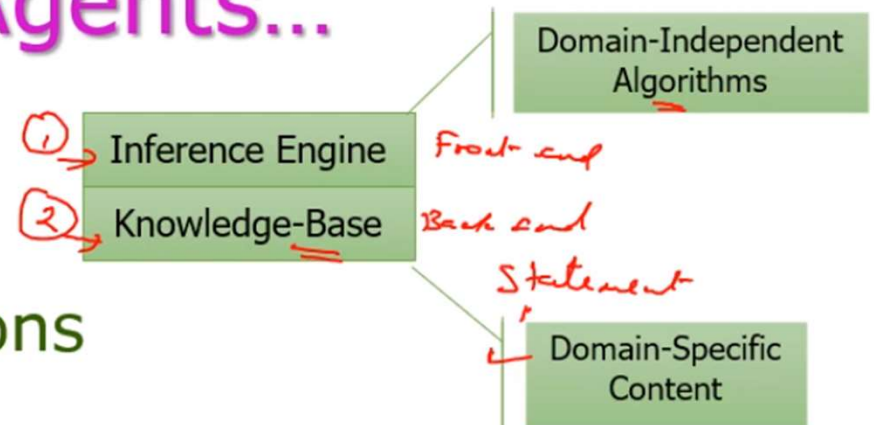 Agents...
Domain-Independent
Algorithms
1
Inference Engine
Front end
2
Knowledge-Base
Back end
Statement
ons
Domain-Specific
Content